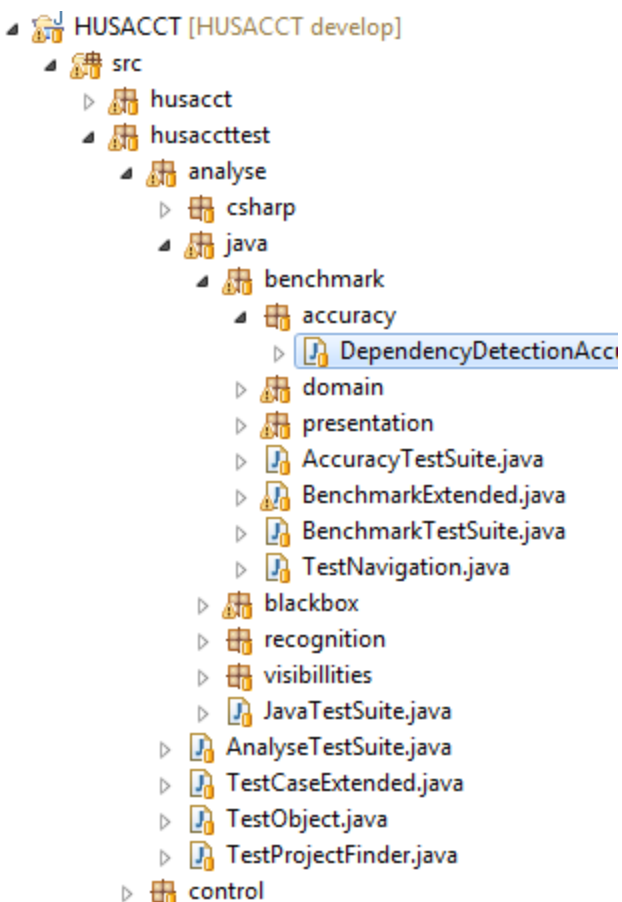 HUSACCT [HUSACCT develop]
src
husacct
husaccttest
analyse
csharp
java
benchmark
accuracy
DependencyDetectionAccu
domain
presentation
AccuracyTestSuite.java
BenchmarkExtended.java
BenchmarkTestSuite.java
TestNavigation.java
blackbox
recognition
visibillities
JavaTestSuite.java
AnalyseTestSuite.java
TestCaseExtended.java
TestObject.java
TestProjectFinder.java
control